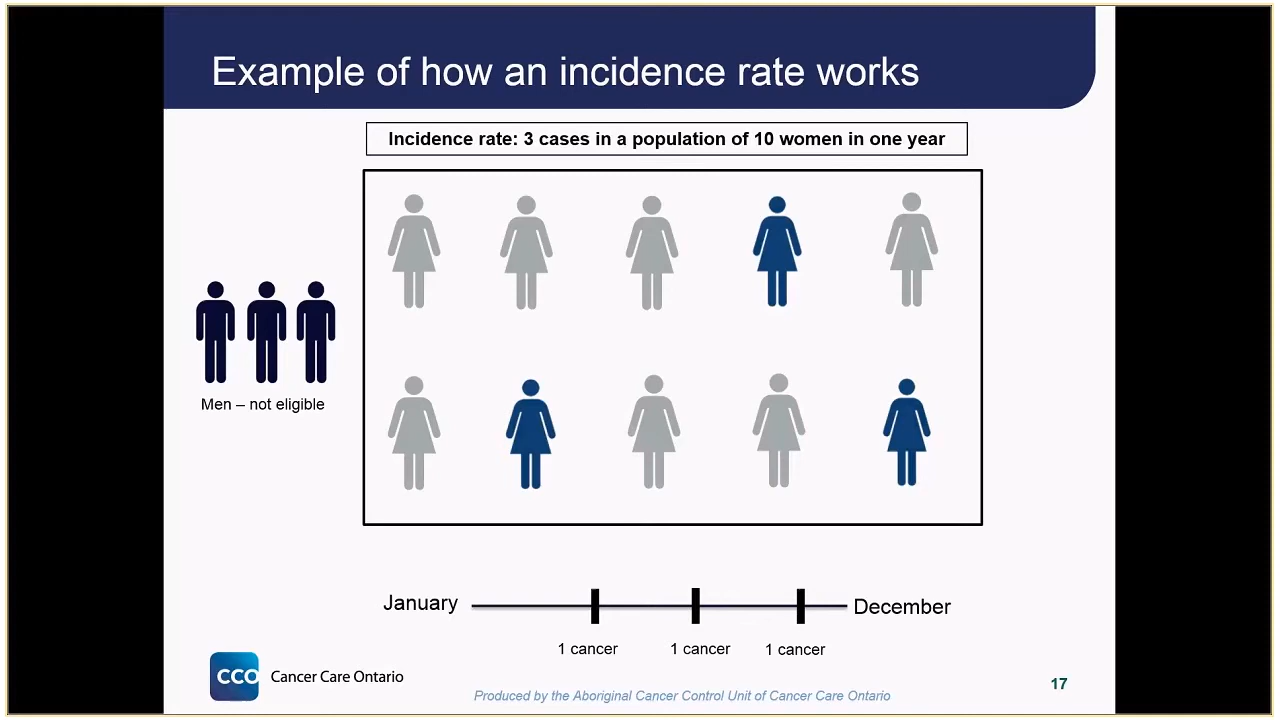 Example of how an incidence rate works
Incidence rate: 3 cases in a population of 10 women in one year
Men – not eligible
January
December
1 cancer
1 cancer
1 cancer
CCO
Cancer Care Ontario
Produced by the Aboriginal Cancer Control Unit of Cancer Care Ontario
17